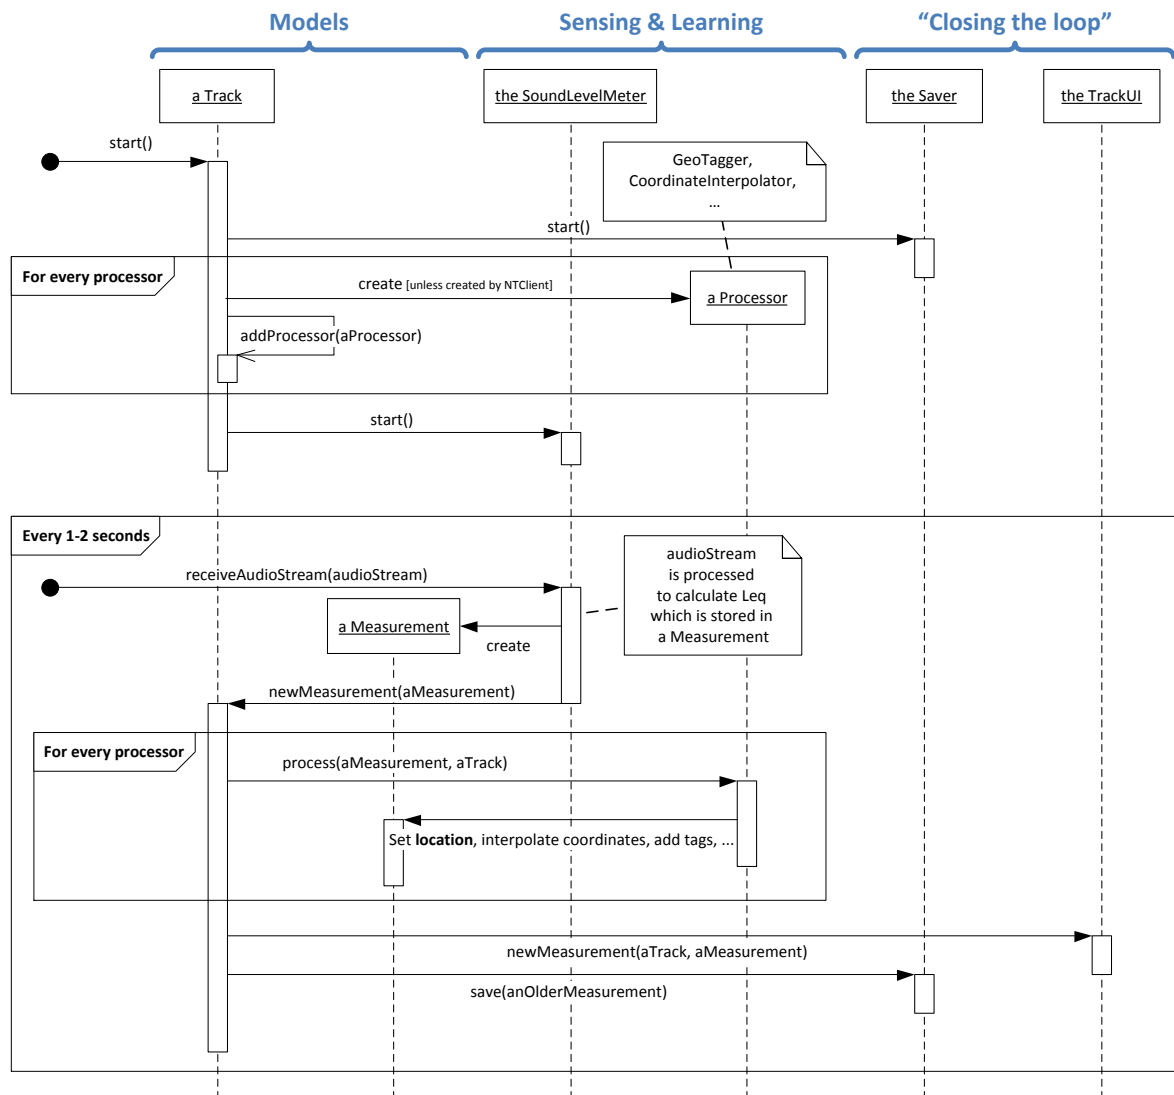 Models
Sensing & Learning
“Closing the loop”
a Track
the SoundLevelMeter
the Saver
the TrackUI
start()
GeoTagger,
CoordinateInterpolator,
...
start()
For every processor
create [unless created by NTClient]
a Processor
addProcessor(aProcessor)
start()
Every 1-2 seconds
receiveAudioStream(audioStream)
audioStream
is processed
to calculate Leq
which is stored in
a Measurement
a Measurement
create
newMeasurement(aMeasurement)
For every processor
process(aMeasurement, aTrack)
Set location, interpolate coordinates, add tags, ...
newMeasurement(aTrack, aMeasurement)
save(anOlderMeasurement)